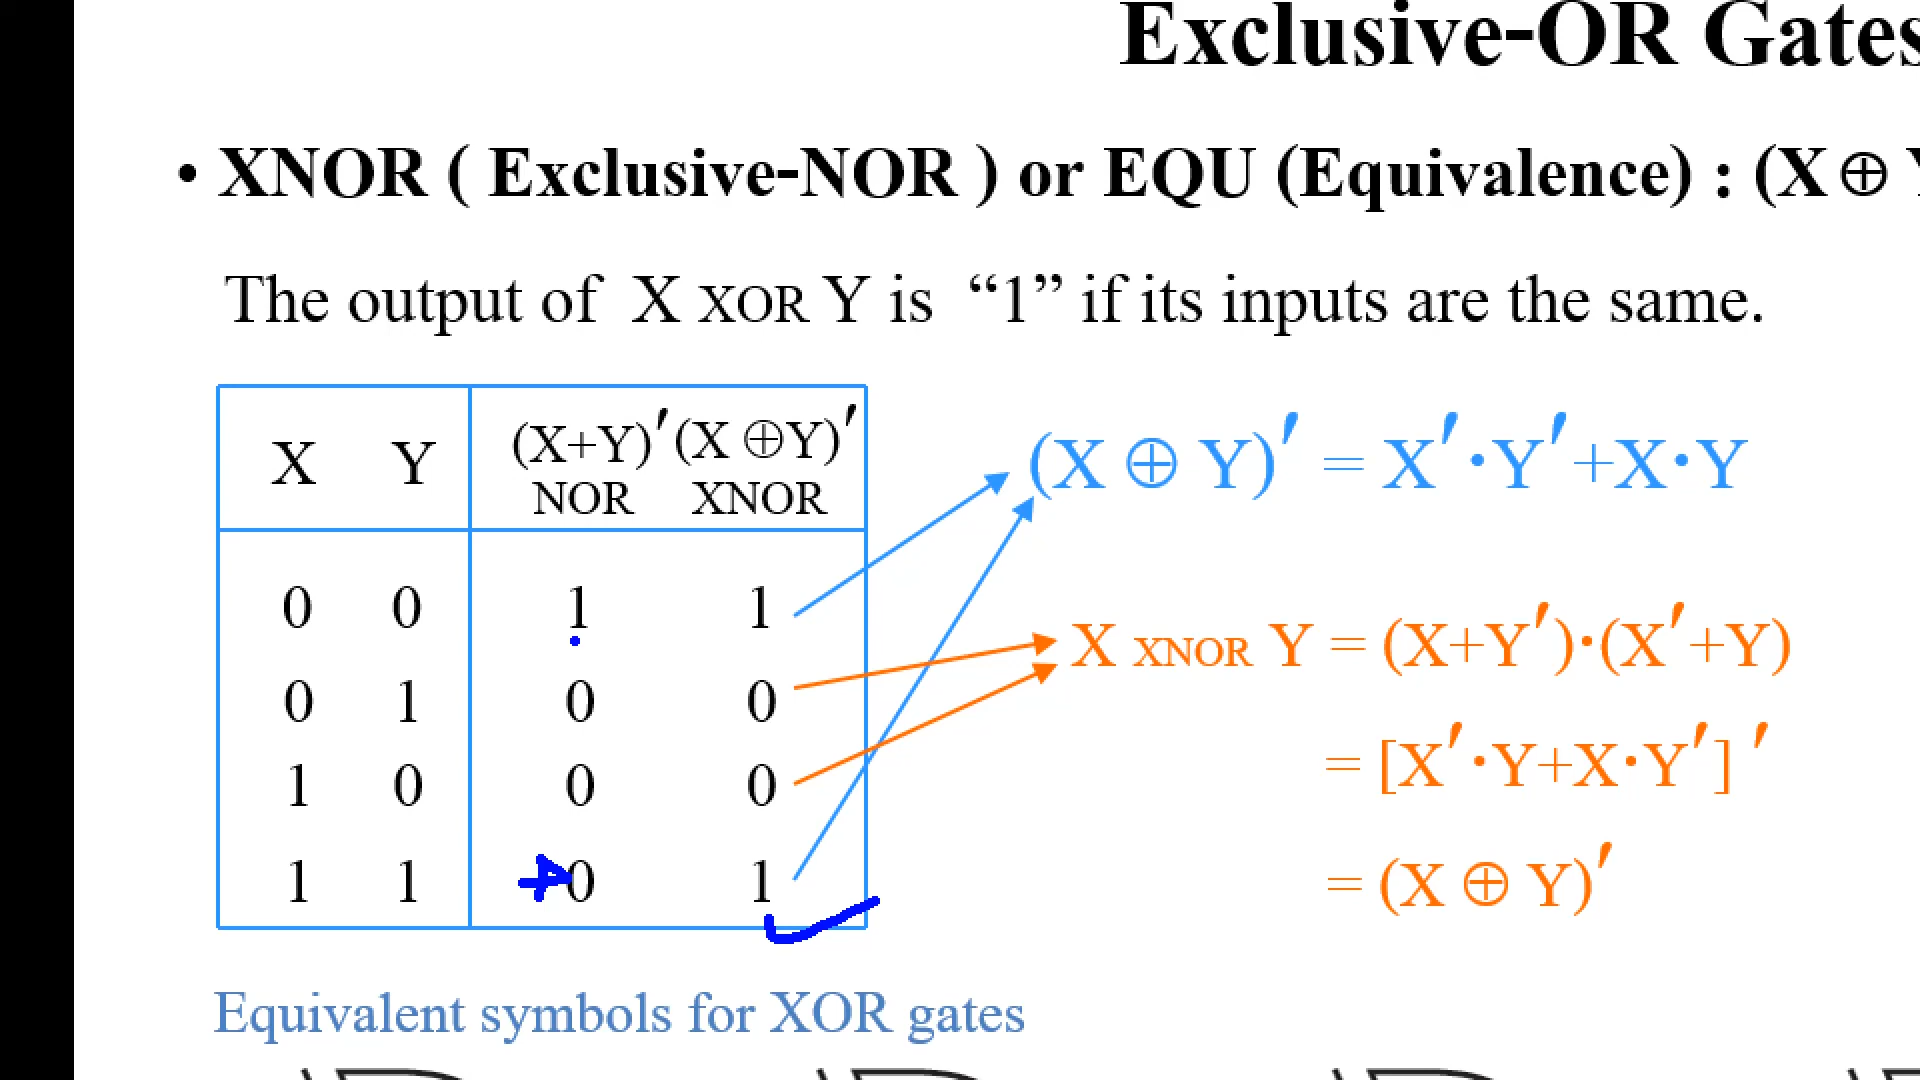 Exclusive-OR Gates
• XNOR ( Exclusive-NOR ) or EQU (Equivalence) : (X ⊕
The output of X XOR Y is “1” if its inputs are the same.
X Y (X+Y)′ (X ⊕Y)′
NOR XNOR
0 0 1 1
0 1 0 0
1 0 0 0
1 1 0 1
(X ⊕ Y)′ = X′·Y′+X·Y
X XNOR Y = (X+Y′)·(X′+Y)
= [X′·Y+X·Y′] ′
= (X ⊕ Y)′
Equivalent symbols for XOR gates